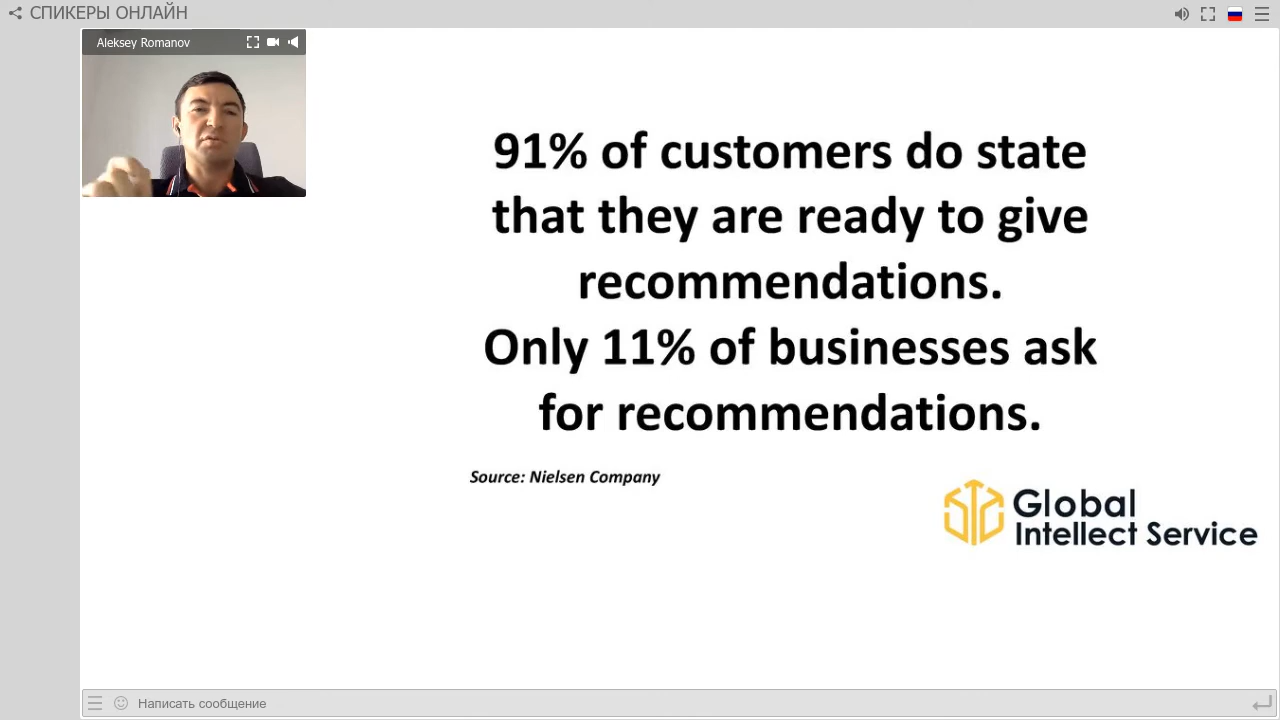 СПИКЕРЫ ОНЛАЙН
Aleksey Romanov
91% of customers do state
that they are ready to give
recommendations.
Only 11% of businesses ask
for recommendations.
Source: Nielsen Company
Global
Intellect Service
Написать сообщение